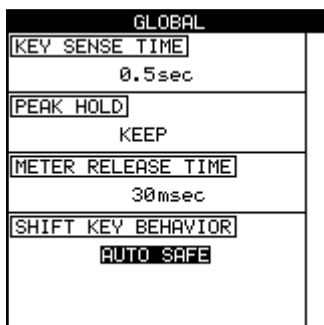 GLOBAL
KEY SENSE TIME
0.5sec
PEAK HOLD
KEEP
METER RELEASE TIME
30msec
SHIFT KEY BEHAVIOR
AUTO SAFE